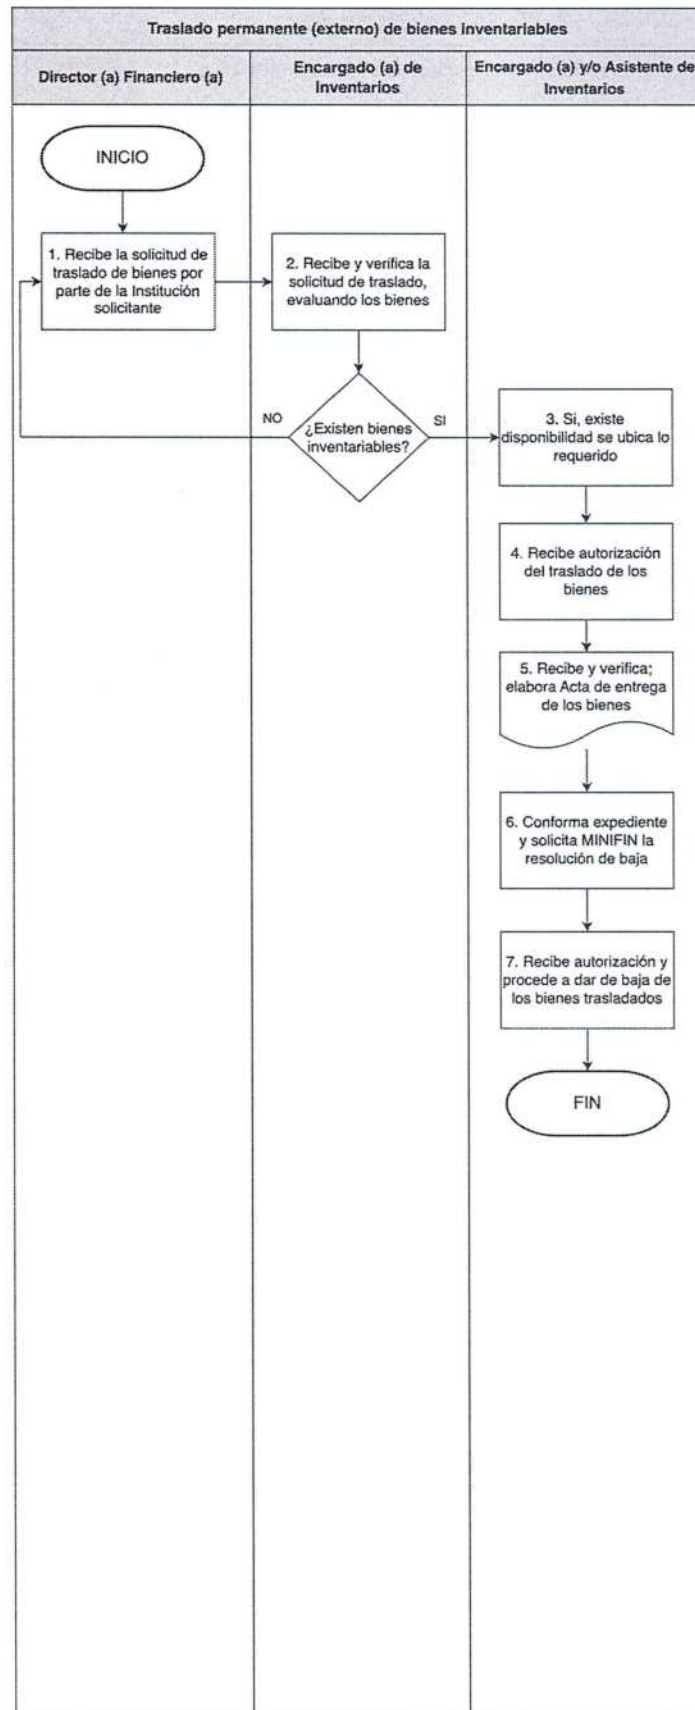 Traslado permanente (externo) de bienes inventariables
Director (a) Financiero (a)
Encargado (a) de
Inventarios
Encargado (a) y/o Asistente de
Inventarios
INICIO
1. Recibe la solicitud de
traslado de bienes por
parte de la Institución
solicitante
2. Recibe y verifica la
solicitud de traslado,
evaluando los bienes
NO
¿Existen bienes
inventariables?
SI
3. Si, existe
disponibilidad se ubica lo
requerido
4. Recibe autorización
del traslado de los
bienes
5. Recibe y verifica;
elabora Acta de entrega
de los bienes
6. Conforma expediente
y solicita MINIFIN la
resolución de baja
7. Recibe autorización y
procede a dar de baja de
los bienes trasladados
FIN